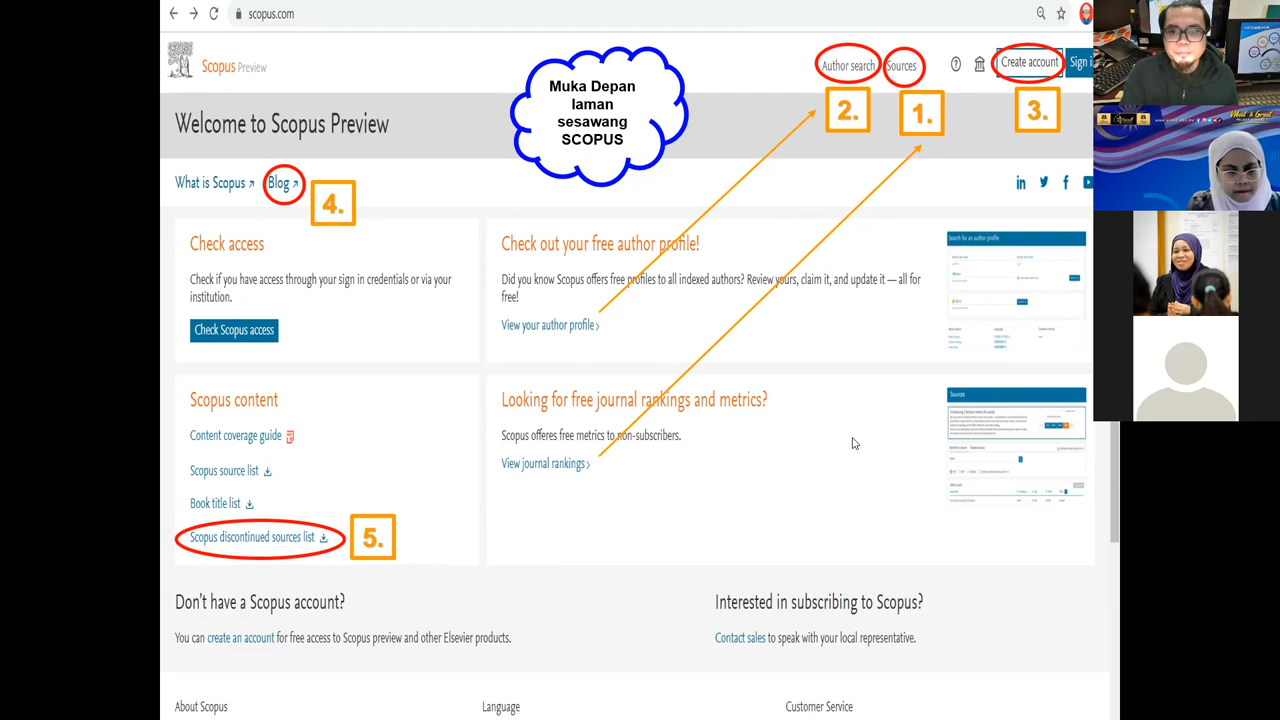 scopus.com
Scopus Preview
Author search
Sources
Create account
Sign i
2.
1.
3.
Muka Depan
laman
sesawang
SCOPUS
Welcome to Scopus Preview
What is Scopus
Blog
4.
Check access
Check if you have access through your sign in credentials or via your
institution.
Check Scopus access
Check out your free author profile!
Did you know Scopus offers free profiles to all indexed authors? Review yours, claim it, and update it — all for
free!
View your author profile
Search for an author profile
Scopus content
Content coverage guide
Scopus source list
Book title list
Scopus discontinued sources list
5.
Looking for free journal rankings and metrics?
Scopus offeres free metrics to non-subscribers.
View journal rankings
Sources
Don't have a Scopus account?
You can create an account for free access to Scopus preview and other Elsevier products.
Interested in subscribing to Scopus?
Contact sales to speak with your local representative.
About Scopus
Language
Customer Service